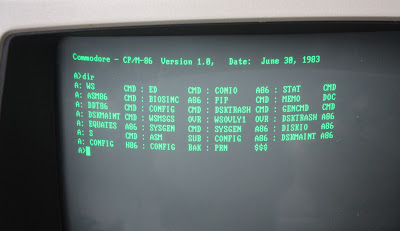 Commodore - CP/M-86 Version 1.0, Date: June 30, 1983
A>dir
A: WS CMD : ED CMD : CONIO A86 : STAT CMD
A: ASM86 CMD : BIOSINC A86 : PIP CMD : MEMO DOC
A: DDT86 CMD : CONFIG CMD : DSKTRASH CMD : GENCMD CMD
A: DSKMAINT CMD : WSMSGS OVR : WSOVLY1 OVR : DSKTRASH A86
A: EQUATES A86 : SYSGEN CMD : SYSGEN A86 : DISKIO A86
A: S CMD : ASM SUB : CONFIG A86 : DSKMAINT A86
A: CONFIG H86 : CONFIG BAK : PRN $$$
A>